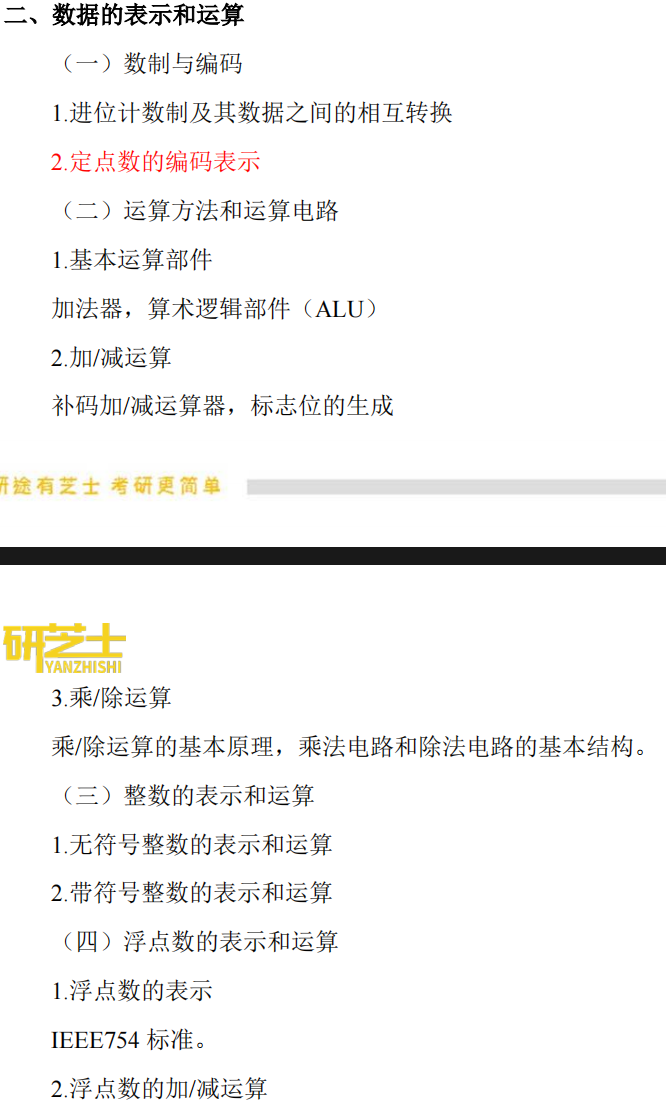 二、数据的表示和运算
（一）数制与编码
1.进位计数制及其数据之间的相互转换
2.定点数的编码表示
（二）运算方法和运算电路
1.基本运算部件
加法器，算术逻辑部件（ALU）
2.加/减运算
补码加/减运算器，标志位的生成
研途有芝士 考研更简单
研芝士
YANZHISHI
3.乘/除运算
乘/除运算的基本原理，乘法电路和除法电路的基本结构。
（三）整数的表示和运算
1.无符号整数的表示和运算
2.带符号整数的表示和运算
（四）浮点数的表示和运算
1.浮点数的表示
IEEE754 标准。
2.浮点数的加/减运算